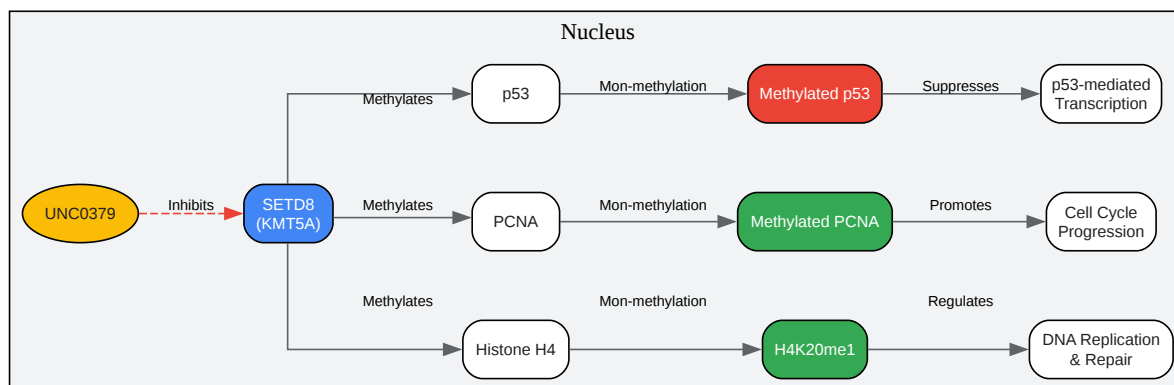 Nucleus
Methylates
p53
Mon-methylation
Methylated p53
Suppresses
p53-mediated
Transcription
UNC0379
Inhibits
SETD8
(KMT5A)
Methylates
PCNA
Mon-methylation
Methylated PCNA
Promotes
Cell Cycle
Progression
Methylates
Histone H4
Mon-methylation
H4K20me1
Regulates
DNA Replication
& Repair